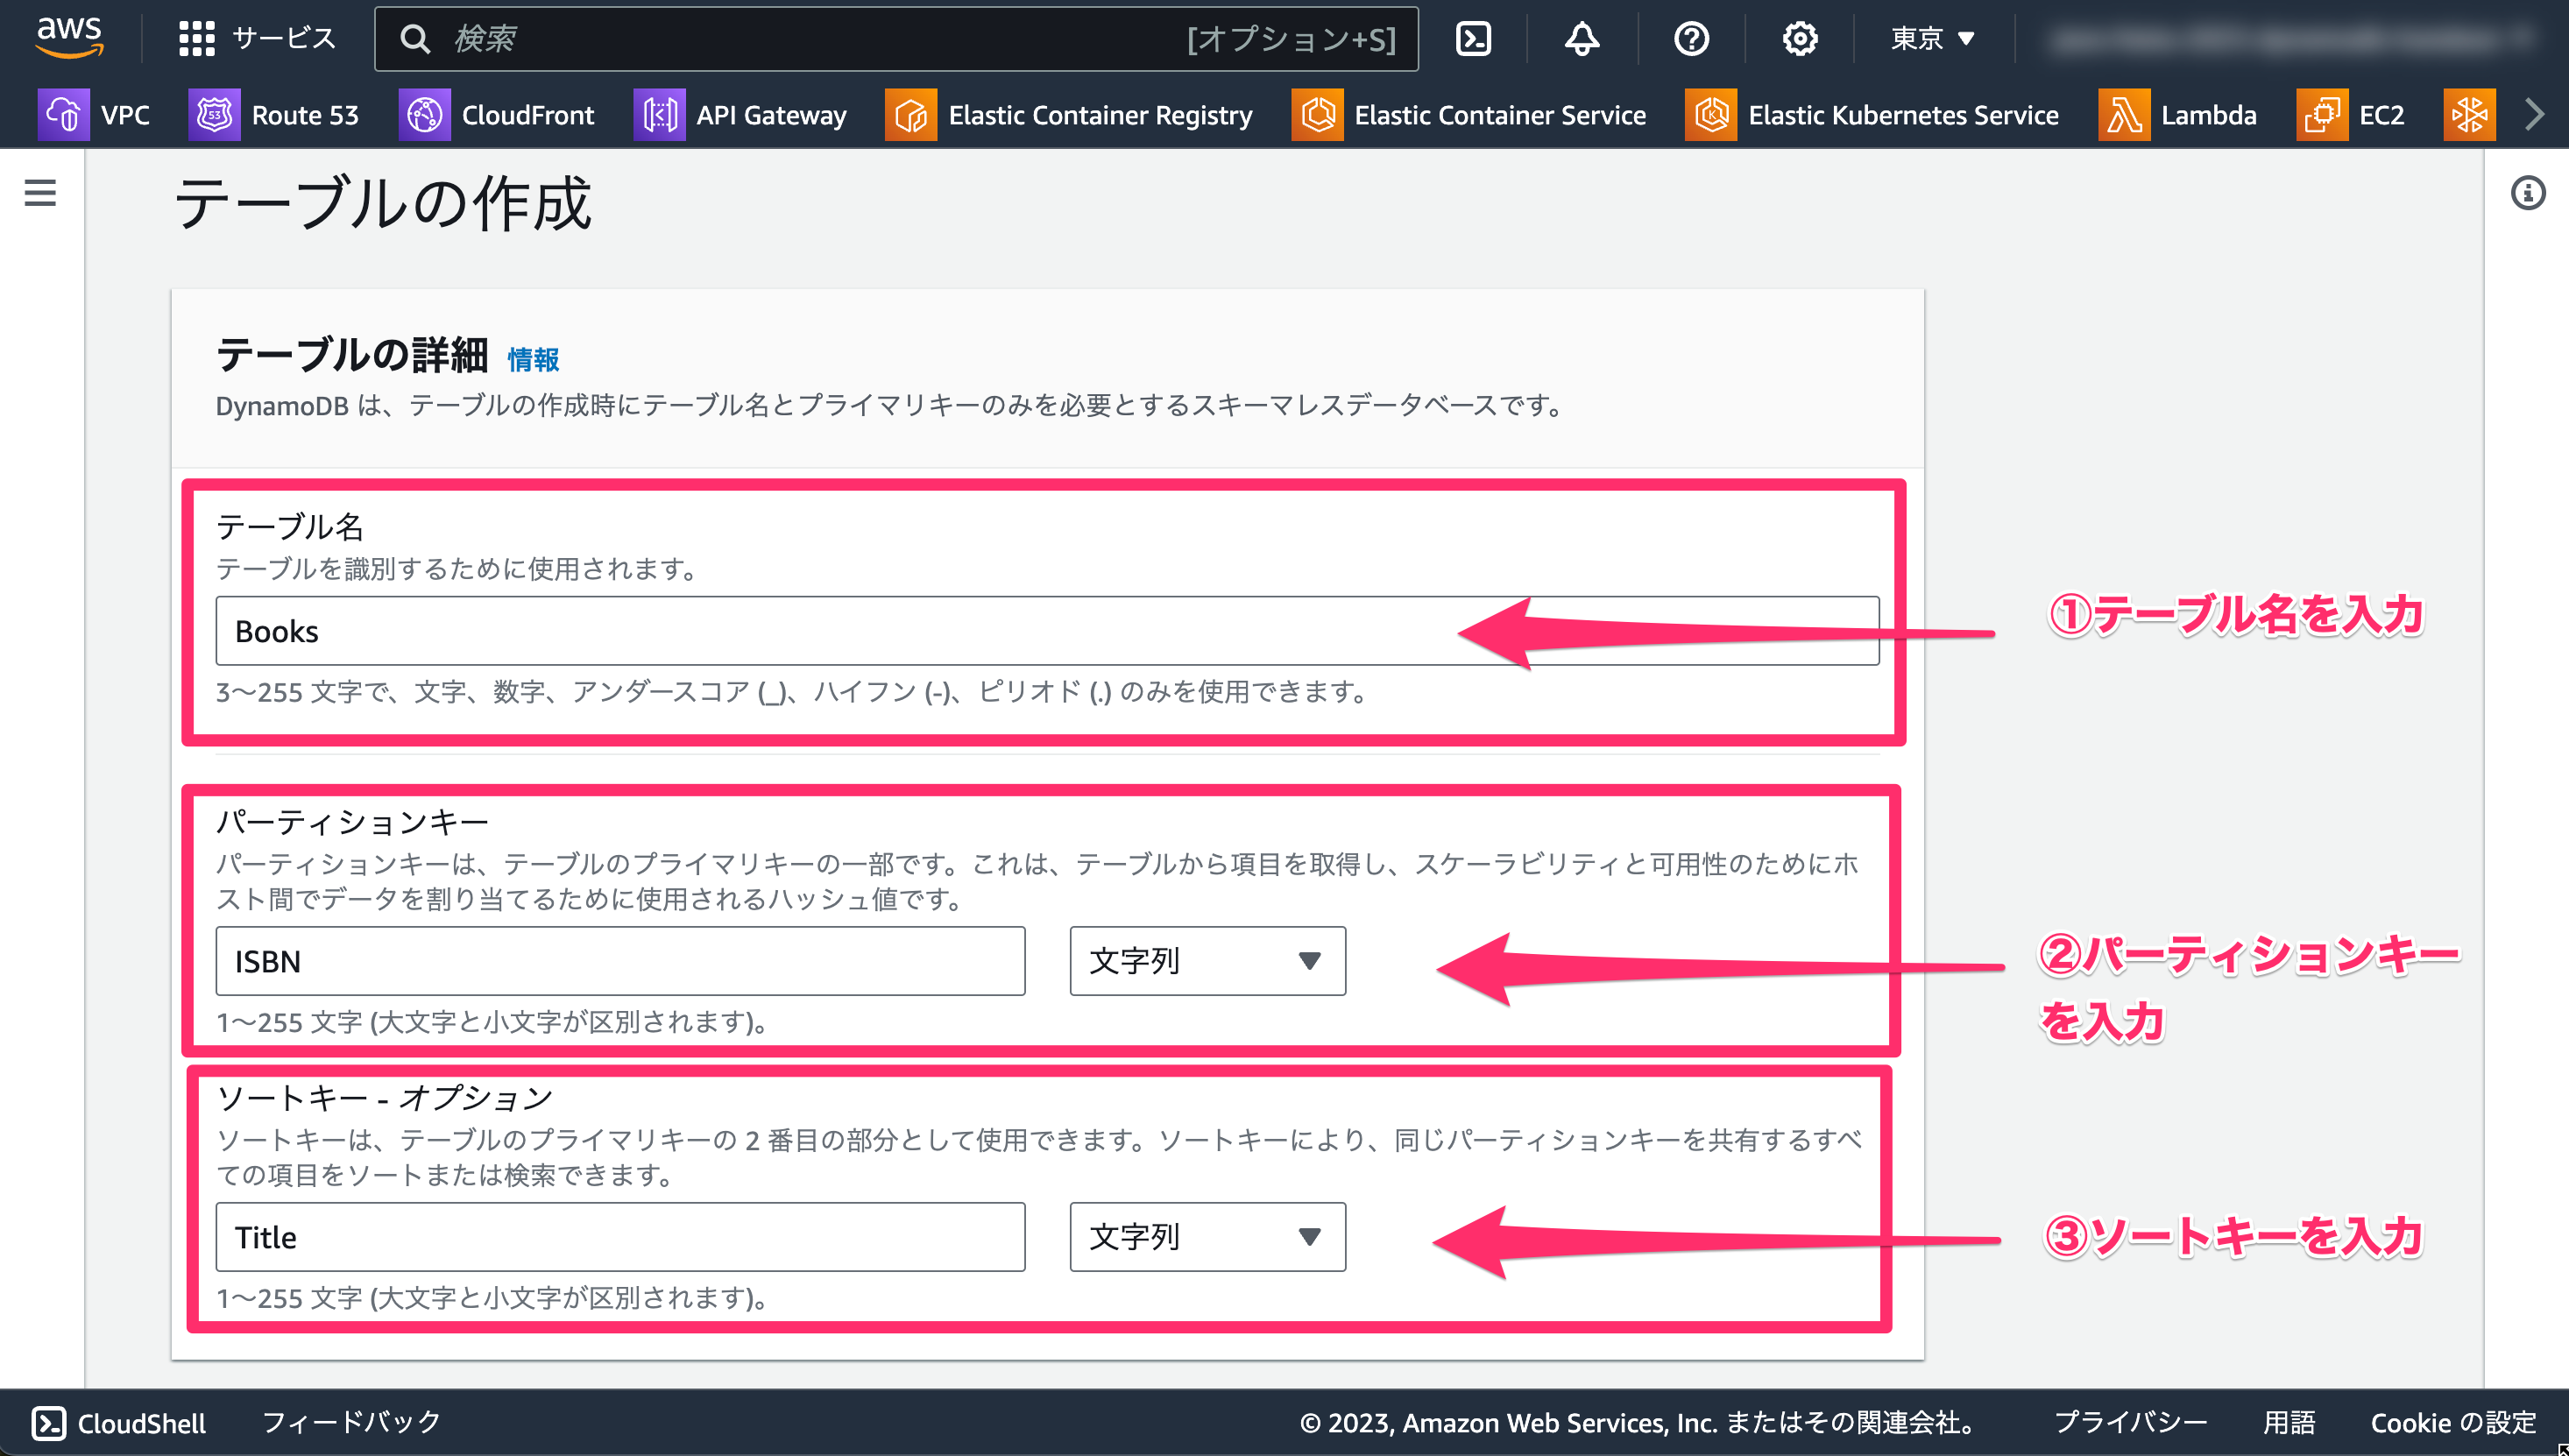 aws
サービス
検索
[オプション+S]
東京 ▼
VPC
Route 53
CloudFront
API Gateway
Elastic Container Registry
Elastic Container Service
Elastic Kubernetes Service
Lambda
EC2
テーブルの作成
テーブルの詳細 情報
DynamoDB は、テーブルの作成時にテーブル名とプライマリキーのみを必要とするスキーマレスデータベースです。
テーブル名
テーブルを識別するために使用されます。
Books
①テーブル名を入力
3〜255 文字で、文字、数字、アンダースコア (_)、ハイフン (-)、ピリオド (.) のみを使用できます。
パーティションキー
パーティションキーは、テーブルのプライマリキーの一部です。これは、テーブルから項目を取得し、スケーラビリティと可用性のためにホ
スト間でデータを割り当てるために使用されるハッシュ値です。
ISBN
文字列
②パーティションキー
を入力
1〜255 文字 (大文字と小文字が区別されます)。
ソートキー - オプション
ソートキーは、テーブルのプライマリキーの 2 番目の部分として使用できます。ソートキーにより、同じパーティションキーを共有するすべ
ての項目をソートまたは検索できます。
Title
文字列
③ソートキーを入力
1〜255 文字 (大文字と小文字が区別されます)。
CloudShell
フィードバック
© 2023, Amazon Web Services, Inc. またはその関連会社。
プライバシー
用語
Cookie の設定